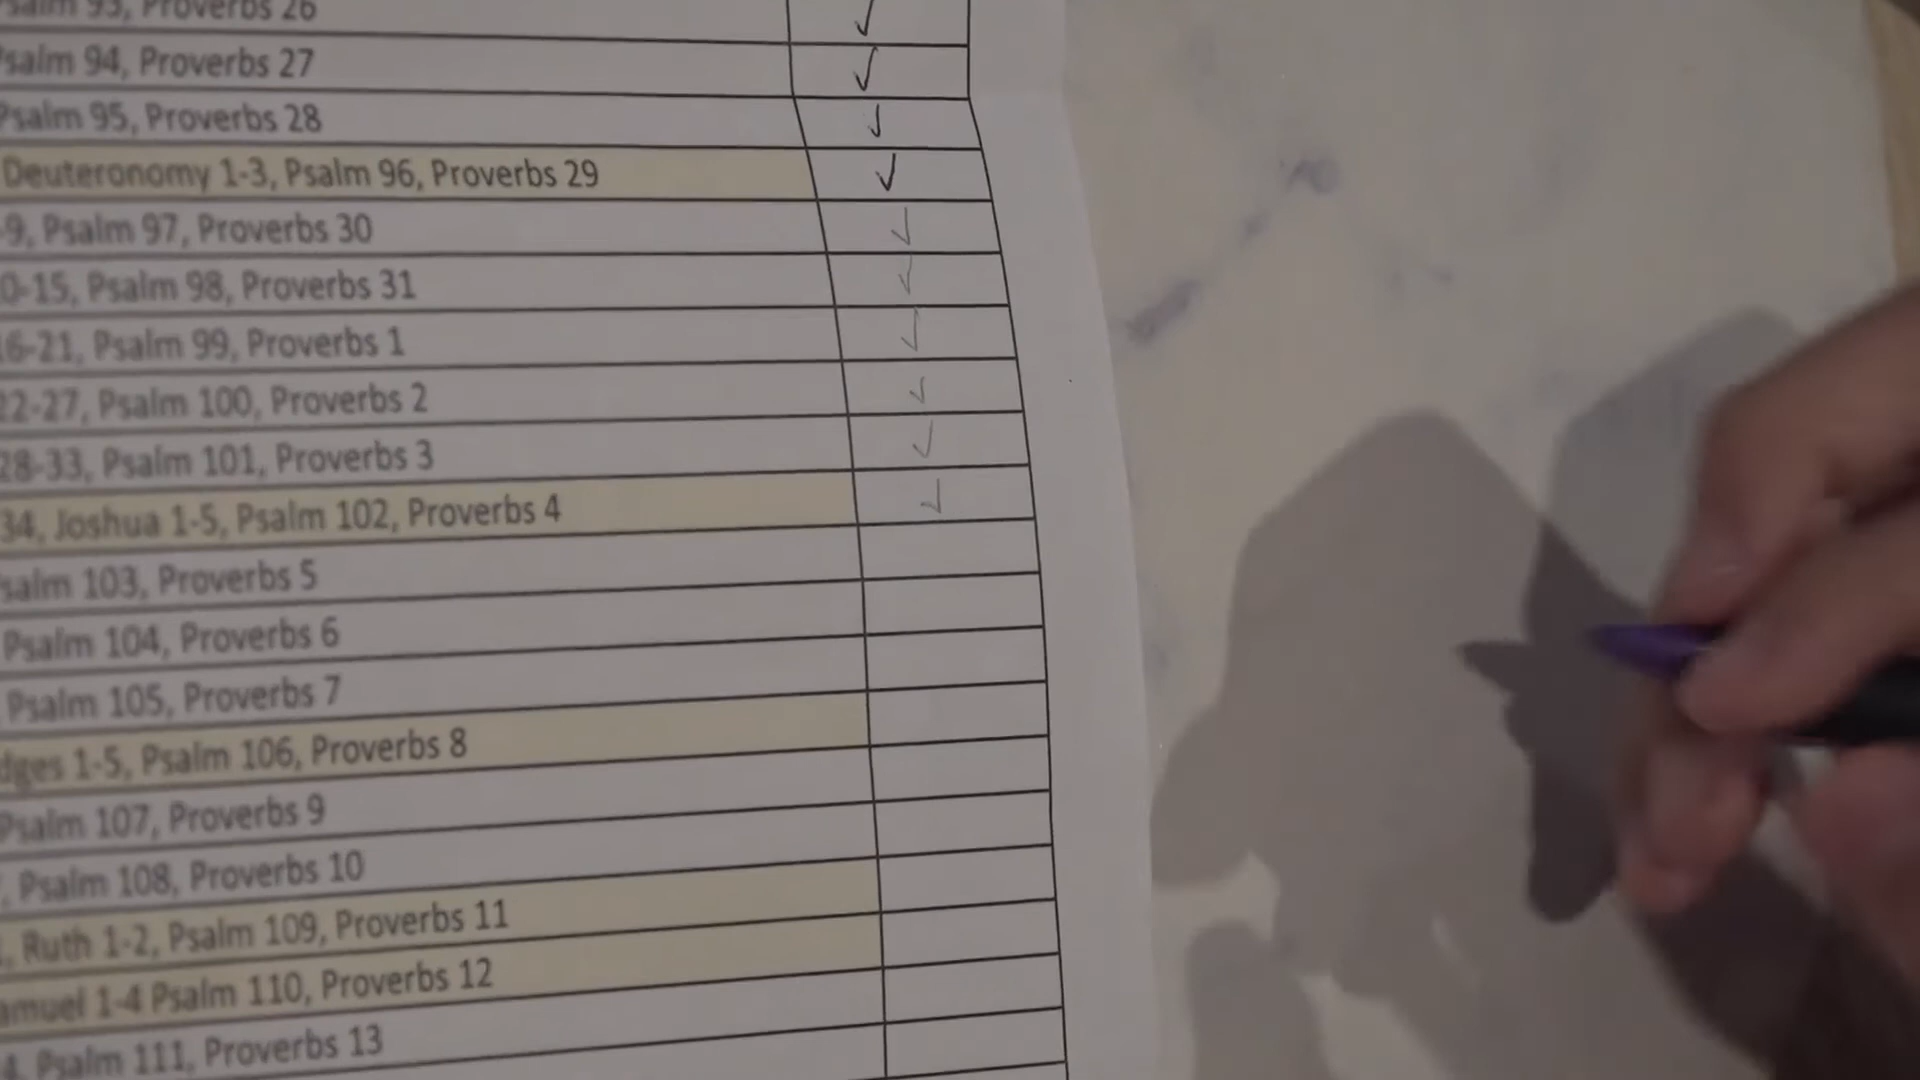 Psalm 93, Proverbs 26
Psalm 94, Proverbs 27
Psalm 95, Proverbs 28
Deuteronomy 1-3, Psalm 96, Proverbs 29
-9, Psalm 97, Proverbs 30
0-15, Psalm 98, Proverbs 31
16-21, Psalm 99, Proverbs 1
22-27, Psalm 100, Proverbs 2
28-33, Psalm 101, Proverbs 3
34, Joshua 1-5, Psalm 102, Proverbs 4
salm 103, Proverbs 5
Psalm 104, Proverbs 6
Psalm 105, Proverbs 7
dges 1-5, Psalm 106, Proverbs 8
Psalm 107, Proverbs 9
, Psalm 108, Proverbs 10
, Ruth 1-2, Psalm 109, Proverbs 11
amuel 1-4 Psalm 110, Proverbs 12
4, Psalm 111, Proverbs 13